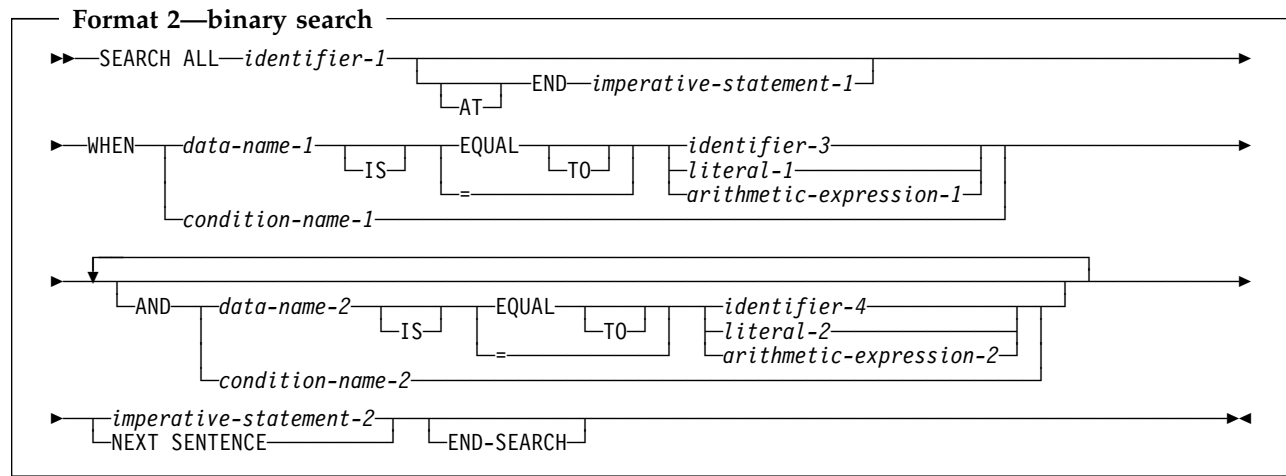 Format 2—binary search
SEARCH ALL identifier-1
END imperative-statement-1
AT
WHEN data-name-1 EQUAL identifier-3
IS TO literal-1
= arithmetic-expression-1
condition-name-1
AND data-name-2 EQUAL identifier-4
IS TO literal-2
= arithmetic-expression-2
condition-name-2
imperative-statement-2
NEXT SENTENCE END-SEARCH